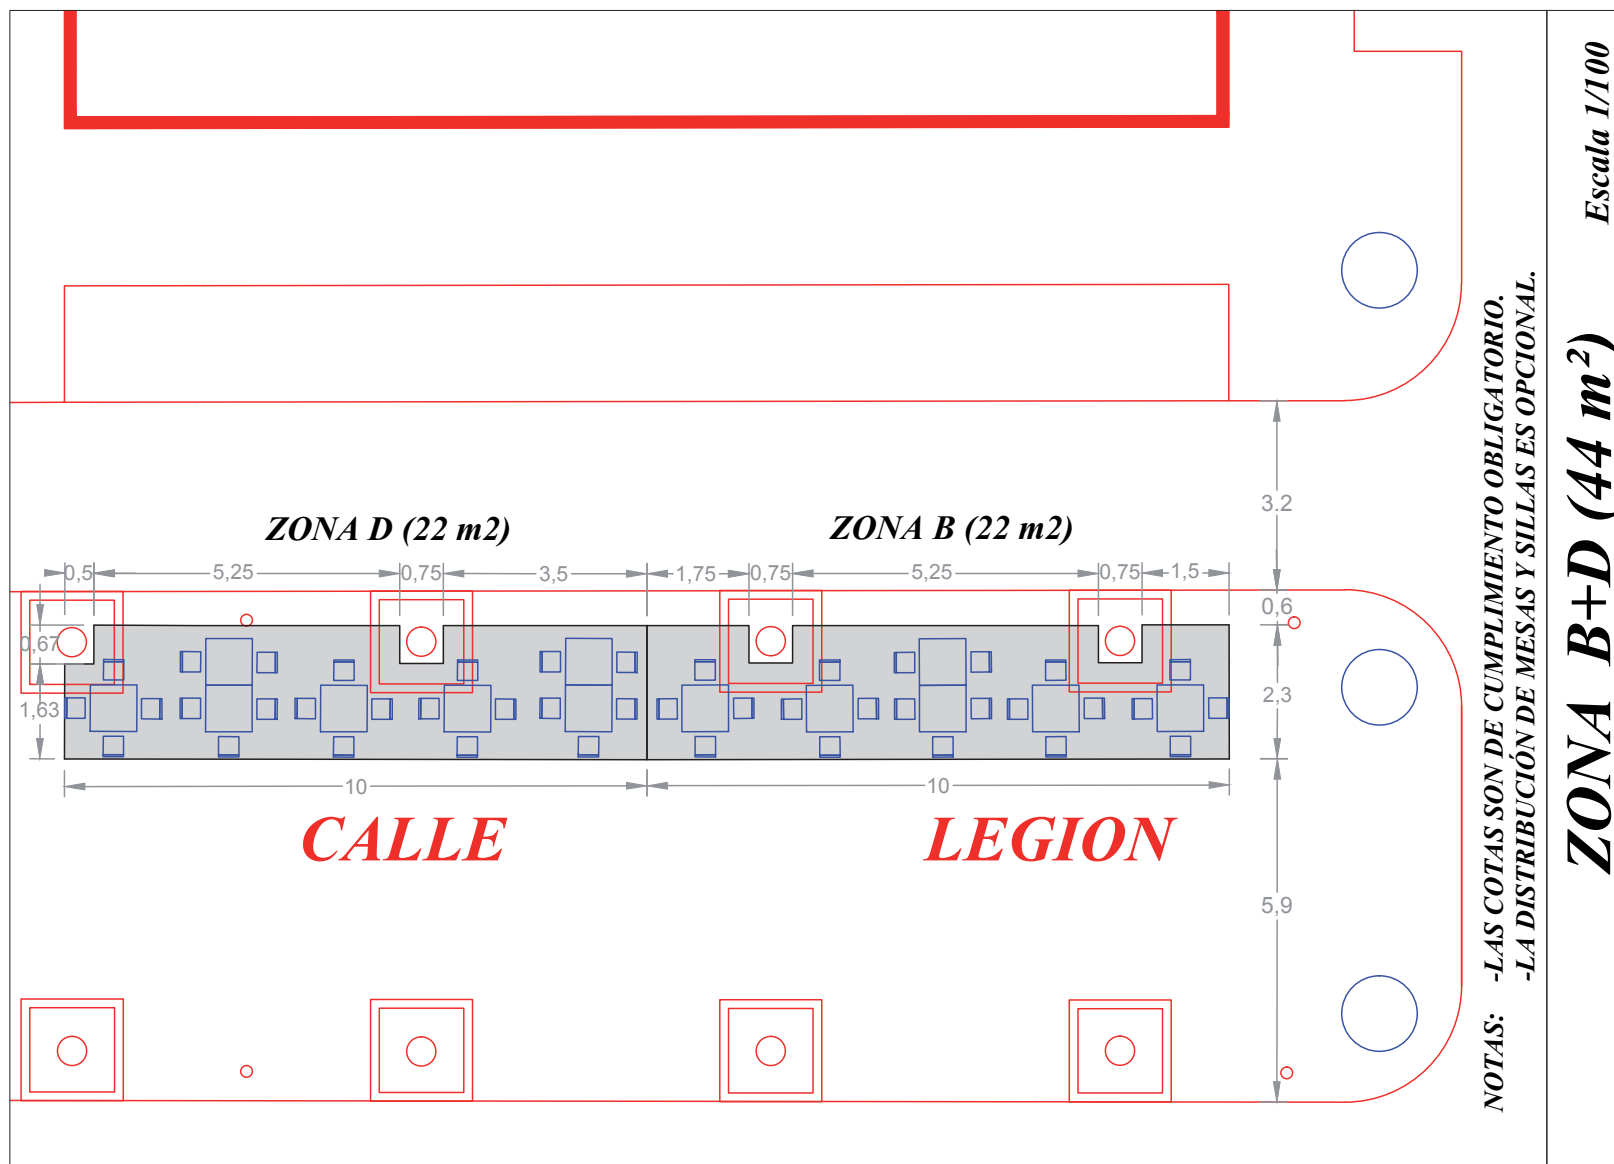 ZONA D (22 m2)
ZONA B (22 m2)
3.2
0,5
5,25
0,75
3,5
1,75
0,75
5,25
0,75
1,5
0,6
0,67
1,63
2,3
10
10
CALLE
LEGION
5,9
NOTAS: -LAS COTAS SON DE CUMPLIMIENTO OBLIGATORIO.
-LA DISTRIBUCIÓN DE MESAS Y SILLAS ES OPCIONAL.
ZONA B+D (44 m²)
Escala 1/100